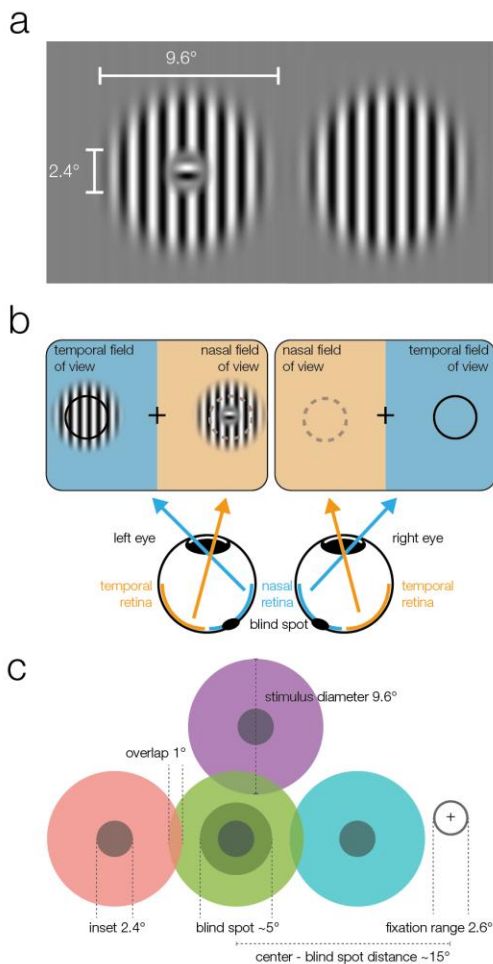 a
9.6°
2.4°
b
temporal field
of view
nasal field
of view
nasal field
of view
temporal field
of view
+
+
left eye
right eye
temporal
retina
nasal
retina
temporal
retina
blind spot
c
stimulus diameter 9.6°
overlap 1°
+
inset 2.4°
blind spot ~5°
fixation range 2.6°
center - blind spot distance ~15°